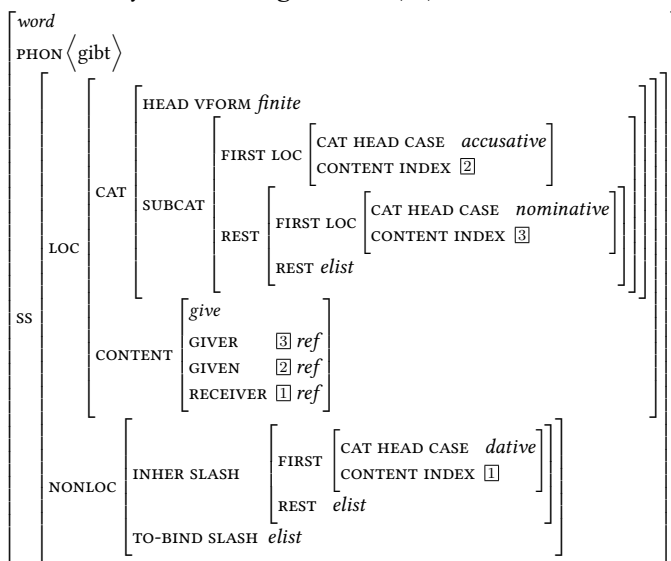 word
PHON ⟨gibt⟩
HEAD VFORM finite
FIRST LOC
CAT HEAD CASE accusative
CONTENT INDEX 2
CAT
SUBCAT
REST
FIRST LOC
CAT HEAD CASE nominative
CONTENT INDEX 3
REST elist
LOC
SS
CONTENT
give
GIVER 3 ref
GIVEN 2 ref
RECEIVER 1 ref
NONLOC
INHER SLASH
FIRST
CAT HEAD CASE dative
CONTENT INDEX 1
REST elist
TO-BIND SLASH elist